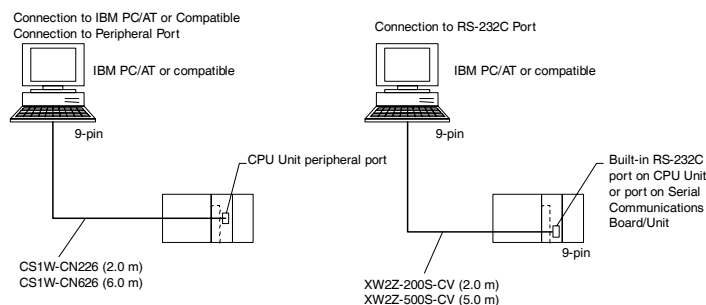 Connection to IBM PC/AT or Compatible
Connection to Peripheral Port
IBM PC/AT or compatible
9-pin
CPU Unit peripheral port
CS1W-CN226 (2.0 m)
CS1W-CN626 (6.0 m)
Connection to RS-232C Port
IBM PC/AT or compatible
9-pin
Built-in RS-232C
port on CPU Unit
or port on Serial
Communications
Board/Unit
9-pin
XW2Z-200S-CV (2.0 m)
XW2Z-500S-CV (5.0 m)